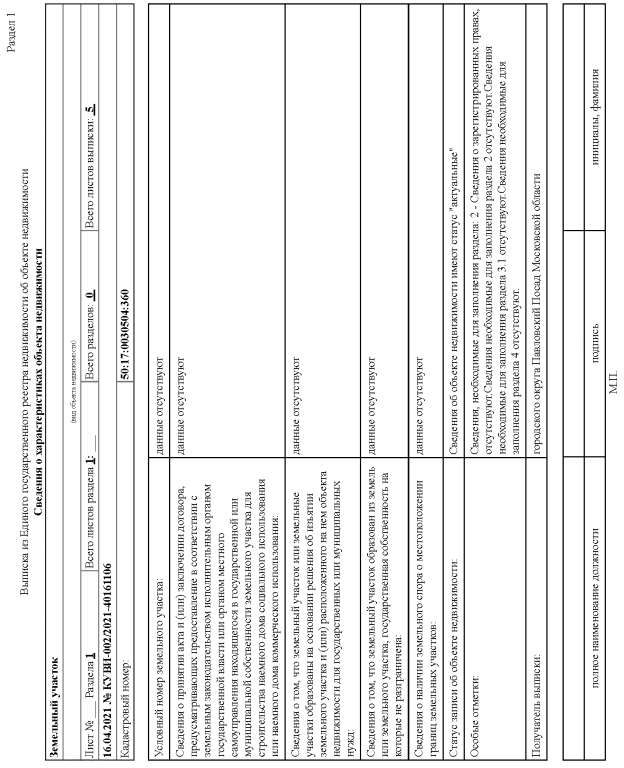 Раздел 1
Выписка из Единого государственного реестра недвижимости об объекте недвижимости
Сведения о характеристиках объекта недвижимости
Земельный участок
(вид объекта недвижимости)
Лист № ___ Раздела 1 Всего листов раздела 1: ___ Всего разделов: 0 Всего листов выписки: 5
16.04.2021 № КУВИ-002/2021-40161106
Кадастровый номер: 50:17:0030504:360
Условный номер земельного участка: данные отсутствуют
Сведения о принятии акта и (или) заключении договора, данные отсутствуют
предусматривающих предоставление в соответствии с
земельным законодательством исполнительным органом
государственной власти или органом местного
самоуправления находящегося в государственной или
муниципальной собственности земельного участка для
строительства наемного дома социального использования
или наемного дома коммерческого использования:
Сведения о том, что земельный участок или земельные данные отсутствуют
участки образованы на основании решения об изъятии
земельного участка и (или) расположенного на нем объекта
недвижимости для государственных или муниципальных
нужд:
Сведения о том, что земельный участок образован из земель данные отсутствуют
или земельного участка, государственная собственность на
которые не разграничена:
Сведения о наличии земельного спора о местоположении данные отсутствуют
границ земельных участков:
Статус записи об объекте недвижимости: Сведения об объекте недвижимости имеют статус "актуальные"
Особые отметки: Сведения, необходимые для заполнения раздела: 2 - Сведения о зарегистрированных правах,
отсутствуют.Сведения необходимые для заполнения раздела 2 отсутствуют.Сведения
необходимые для заполнения раздела 3.1 отсутствуют.Сведения необходимые для
заполнения раздела 4 отсутствуют.
Получатель выписки: городского округа Павловский Посад Московской области
полное наименование должности подпись инициалы, фамилия
М.П.